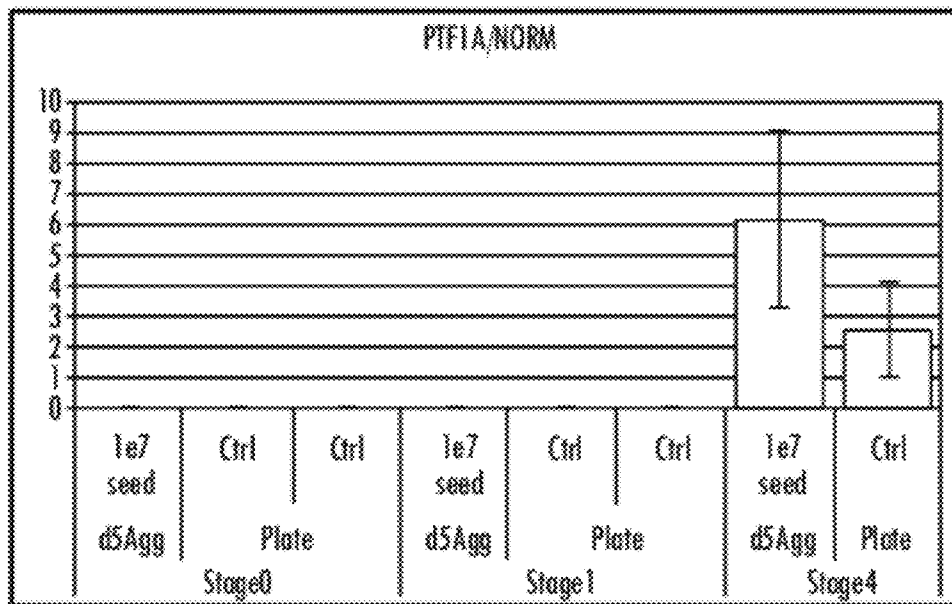 PTF1A/NORM
10
9
8
7
6
5
4
3
2
1
0
1e7 Ctrl Ctrl 1e7 Ctrl Ctrl 1e7 Ctrl
seed seed seed
d5Agg Plate d5Agg Plate d5Agg Plate
Stage0 Stage1 Stage4